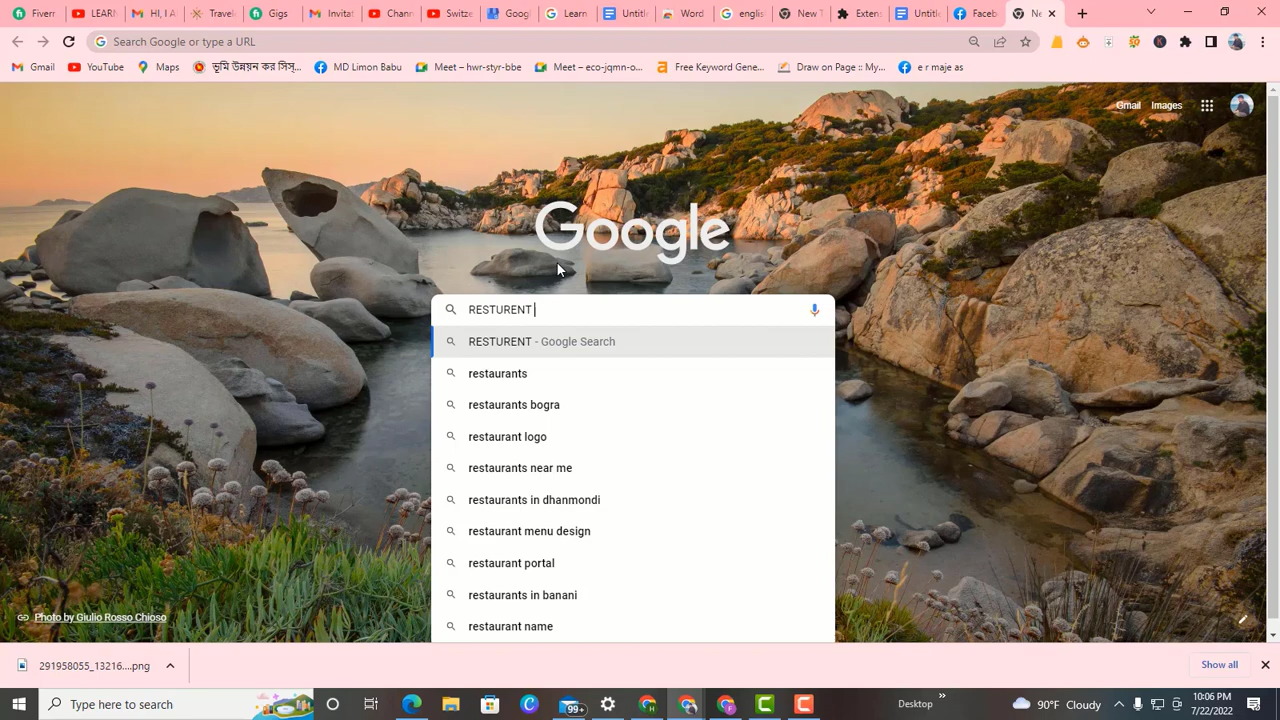 Fiverr
LEARN
HI, I A
Travele
Gigs
Invitat
Chann
Switze
Googl
Learn
Untitl
Word
englis
New T
Extens
Untitl
Faceb
Ne
Search Google or type a URL
Gmail
YouTube
Maps
ভূমি উন্নয়ন কর সিস্...
MD Limon Babu
Meet – hwr-styr-bbe
Meet – eco-jqmn-o...
Free Keyword Gene...
Draw on Page :: My...
e r maje as
Gmail
Images
Google
RESTURENT
RESTURENT - Google Search
restaurants
restaurants bogra
restaurant logo
restaurants near me
restaurants in dhanmondi
restaurant menu design
restaurant portal
restaurants in banani
restaurant name
Photo by Giulio Rosso Chioso
291958055_13216....png
Show all
Type here to search
99+
Desktop
90°F Cloudy
10:06 PM
7/22/2022